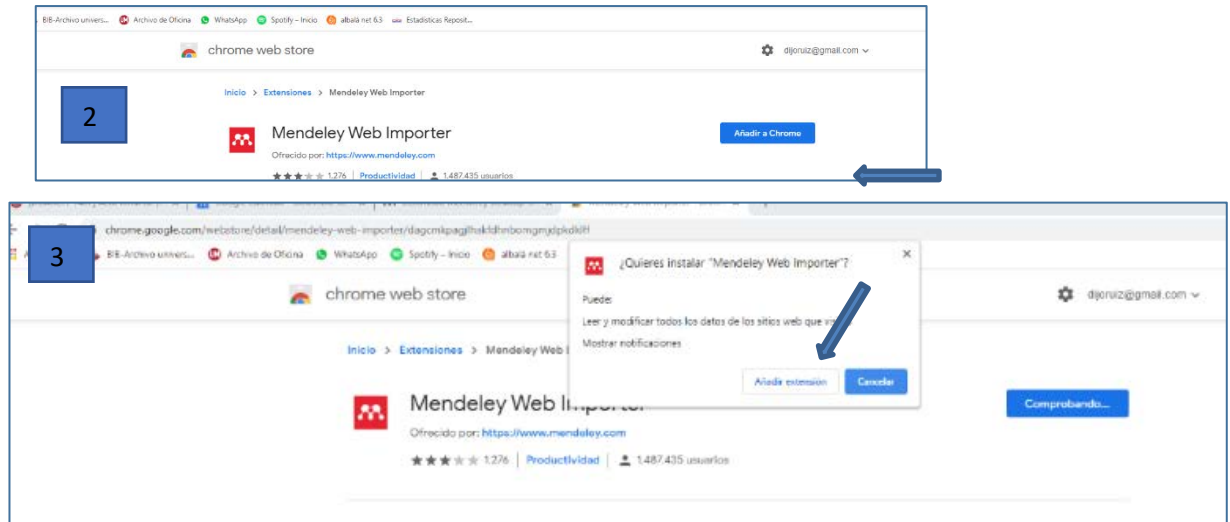 BIB-Archivo univers... Archivo de Oficina WhatsApp Spotify – Inicio albalá net 6.3 Estadísticas Reposit...
chrome web store dijoruiz@gmail.com
2
Inicio > Extensiones > Mendeley Web Importer
Mendeley Web Importer
Añadir a Chrome
Ofrecido por: https://www.mendeley.com
1.276 | Productividad | 1.487.435 usuarios
3
chrome.google.com/webstore/detail/mendeley-web-importer/
BIB-Archivo univers... Archivo de Oficina WhatsApp Spotify – Inicio albalá net 6.3
¿Quieres instalar "Mendeley Web Importer"?
chrome web store dijoruiz@gmail.com
Puede:
Leer y modificar todos los datos de los sitios web que
Mostrar notificaciones
Inicio > Extensiones > Mendeley Web
Añadir extensión Cancelar
Mendeley Web
Comprobando...
Ofrecido por: https://www.mendeley.com
1.276 | Productividad | 1.487.435 usuarios